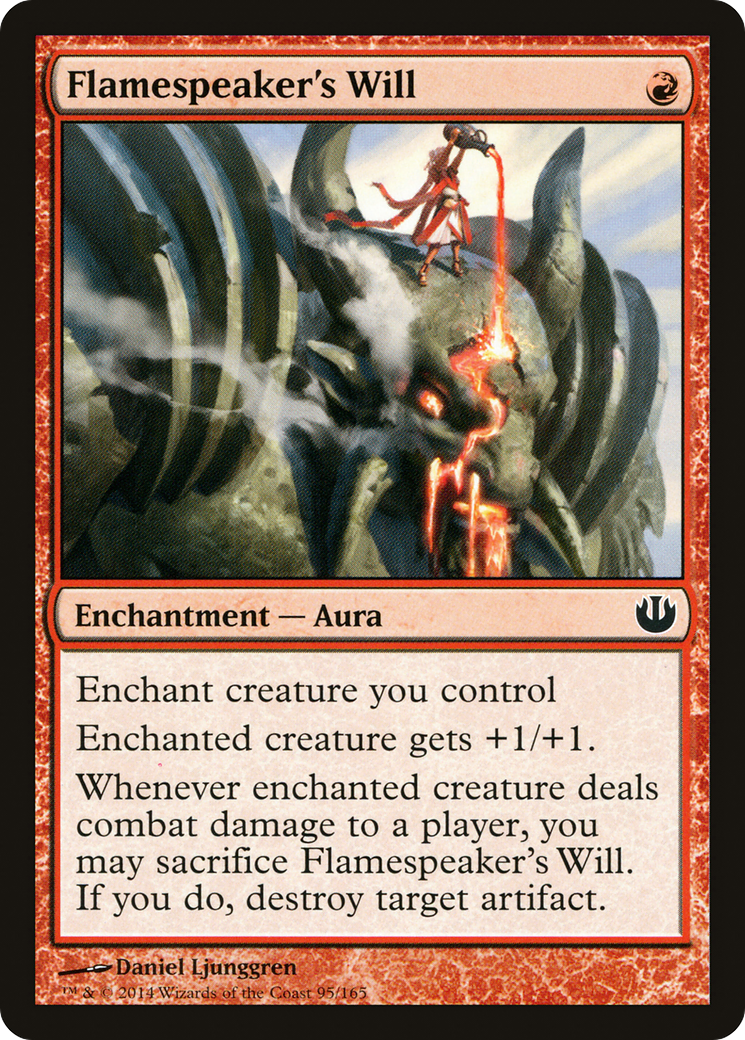 Flamespeaker's Will
Enchantment — Aura
Enchant creature you control
Enchanted creature gets +1/+1.
Whenever enchanted creature deals
combat damage to a player, you
may sacrifice Flamespeaker's Will.
If you do, destroy target artifact.
Daniel Ljunggren
™ & © 2014 Wizards of the Coast 95/165